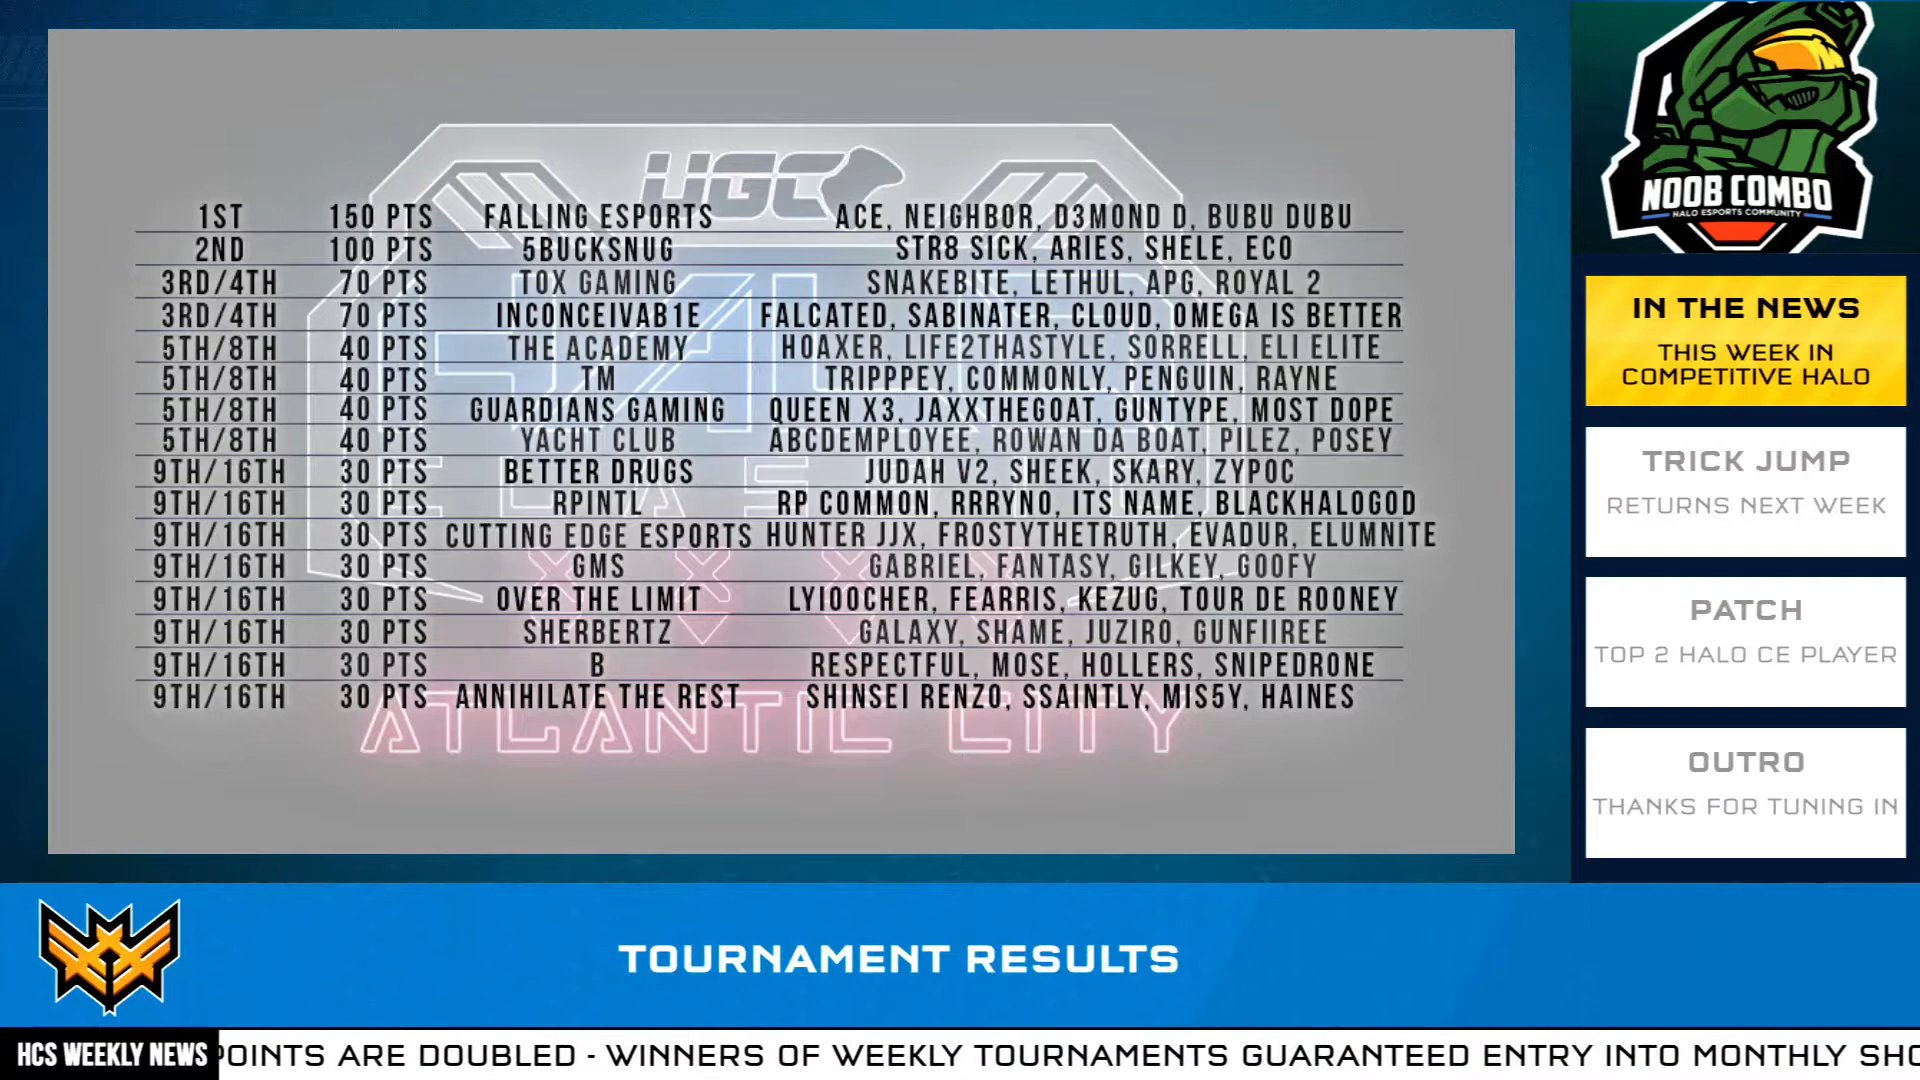 UGC
1ST 150 PTS FALLING ESPORTS ACE, NEIGHBOR, D3MOND D, BUBU DUBU
2ND 100 PTS 5BUCKSNUG STR8 SICK, ARIES, SHELE, ECO
3RD/4TH 70 PTS TOX GAMING SNAKEBITE, LETHUL, APG, ROYAL 2
3RD/4TH 70 PTS INCONCEIVAB1E FALCATED, SABINATER, CLOUD, OMEGA IS BETTER
5TH/8TH 40 PTS THE ACADEMY HOAXER, LIFE2THASTYLE, SORRELL, ELI ELITE
5TH/8TH 40 PTS TM TRIPPPEY, COMMONLY, PENGUIN, RAYNE
5TH/8TH 40 PTS GUARDIANS GAMING QUEEN X3, JAXXTHEGOAT, GUNTYPE, MOST DOPE
5TH/8TH 40 PTS YACHT CLUB ABCDEMPLOYEE, ROWAN DA BOAT, PILEZ, POSEY
9TH/16TH 30 PTS BETTER DRUGS JUDAH V2, SHEEK, SKARY, ZYPOC
9TH/16TH 30 PTS RPINTL RP COMMON, RRRYNO, ITS NAME, BLACKHALOGOD
9TH/16TH 30 PTS CUTTING EDGE ESPORTS HUNTER JJX, FROSTYTHETRUTH, EVADUR, ELUMNITE
9TH/16TH 30 PTS GMS GABRIEL, FANTASY, GILKEY, GOOFY
9TH/16TH 30 PTS OVER THE LIMIT LYIOOCHER, FEARRIS, KEZUG, TOUR DE ROONEY
9TH/16TH 30 PTS SHERBERTZ GALAXY, SHAME, JUZIRO, GUNFIIREE
9TH/16TH 30 PTS B RESPECTFUL, MOSE, HOLLERS, SNIPEDRONE
9TH/16TH 30 PTS ANNIHILATE THE REST SHINSEI RENZO, SSAINTLY, MIS5Y, HAINES
ATLANTIC CITY
NOOB COMBO
HALO ESPORTS COMMUNITY
IN THE NEWS
THIS WEEK IN
COMPETITIVE HALO
TRICK JUMP
RETURNS NEXT WEEK
PATCH
TOP 2 HALO CE PLAYER
OUTRO
THANKS FOR TUNING IN
TOURNAMENT RESULTS
HCS WEEKLY NEWS
POINTS ARE DOUBLED - WINNERS OF WEEKLY TOURNAMENTS GUARANTEED ENTRY INTO MONTHLY SHO